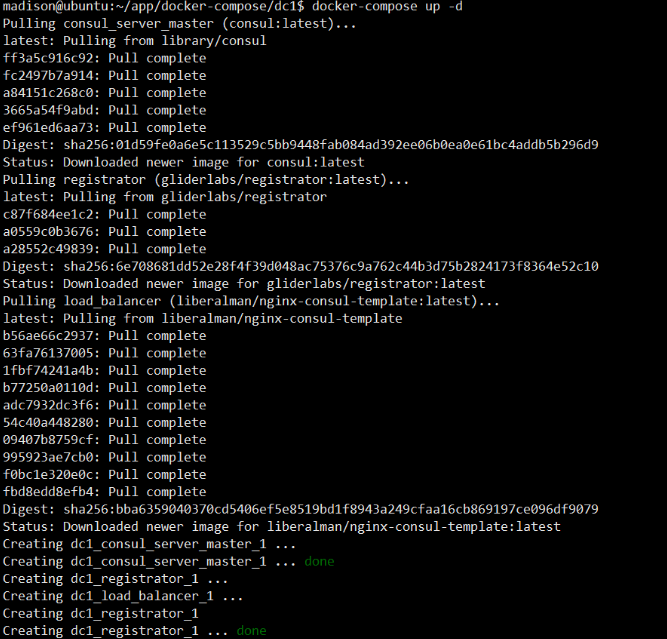 madison@ubuntu:~/app/docker-compose/dc1$ docker-compose up -d
Pulling consul_server_master (consul:latest)...
latest: Pulling from library/consul
ff3a5c916c92: Pull complete
fc2497b7a914: Pull complete
a84151c268c0: Pull complete
3665a54f9abd: Pull complete
ef961ed6aa73: Pull complete
Digest: sha256:01d59fe0a6e5c113529c5bb9448fab084ad392ee06b0ea0e61bc4addb5b296d9
Status: Downloaded newer image for consul:latest
Pulling registrator (gliderlabs/registrator:latest)...
latest: Pulling from gliderlabs/registrator
c87f684ee1c2: Pull complete
a0559c0b3676: Pull complete
a28552c49839: Pull complete
Digest: sha256:6e708681dd52e28f4f39d048ac75376c9a762c44b3d75b2824173f8364e52c10
Status: Downloaded newer image for gliderlabs/registrator:latest
Pulling load_balancer (liberalman/nginx-consul-template:latest)...
latest: Pulling from liberalman/nginx-consul-template
b56ae66c2937: Pull complete
63fa76137005: Pull complete
1fbf74241a4b: Pull complete
b77250a0110d: Pull complete
adc7932dc3f6: Pull complete
54c40a448280: Pull complete
09407b8759cf: Pull complete
995923ae7cb0: Pull complete
f0bc1e320e0c: Pull complete
fbd8edd8efb4: Pull complete
Digest: sha256:bba6359040370cd5406ef5e8519bd1f8943a249cfaa16cb869197ce096df9079
Status: Downloaded newer image for liberalman/nginx-consul-template:latest
Creating dc1_consul_server_master_1 ...
Creating dc1_consul_server_master_1 ... done
Creating dc1_registrator_1 ...
Creating dc1_load_balancer_1 ...
Creating dc1_registrator_1
Creating dc1_registrator_1 ... done